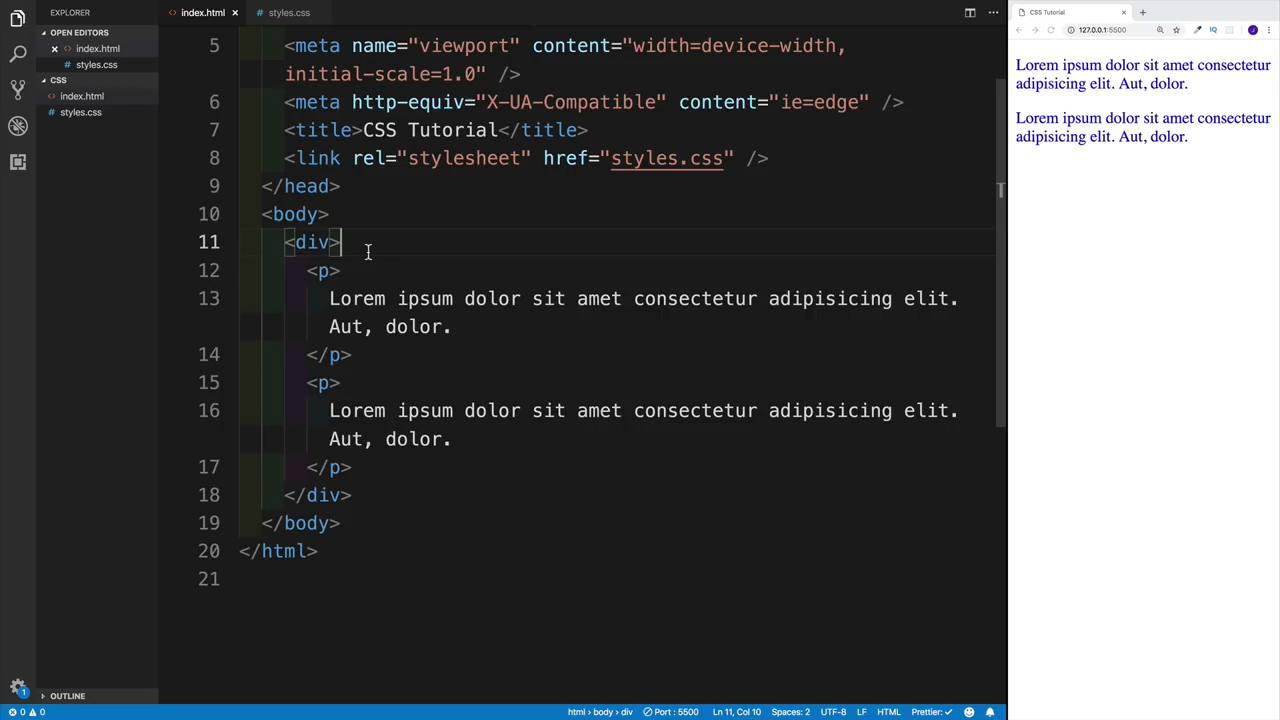 EXPLORER
OPEN EDITORS
index.html
styles.css
CSS
index.html
styles.css
OUTLINE
1
index.html
styles.css
5 <meta name="viewport" content="width=device-width,
initial-scale=1.0" />
6 <meta http-equiv="X-UA-Compatible" content="ie=edge" />
7 <title>CSS Tutorial</title>
8 <link rel="stylesheet" href="styles.css" />
9 </head>
10 <body>
11 <div>
12 <p>
13 Lorem ipsum dolor sit amet consectetur adipisicing elit.
Aut, dolor.
14 </p>
15 <p>
16 Lorem ipsum dolor sit amet consectetur adipisicing elit.
Aut, dolor.
17 </p>
18 </div>
19 </body>
20 </html>
21
0 0 html › body › div Port : 5500 Ln 11, Col 10 Spaces: 2 UTF-8 LF HTML Prettier: ✓
CSS Tutorial
127.0.0.1:5500
IQ
J
Lorem ipsum dolor sit amet consectetur
adipisicing elit. Aut, dolor.
Lorem ipsum dolor sit amet consectetur
adipisicing elit. Aut, dolor.